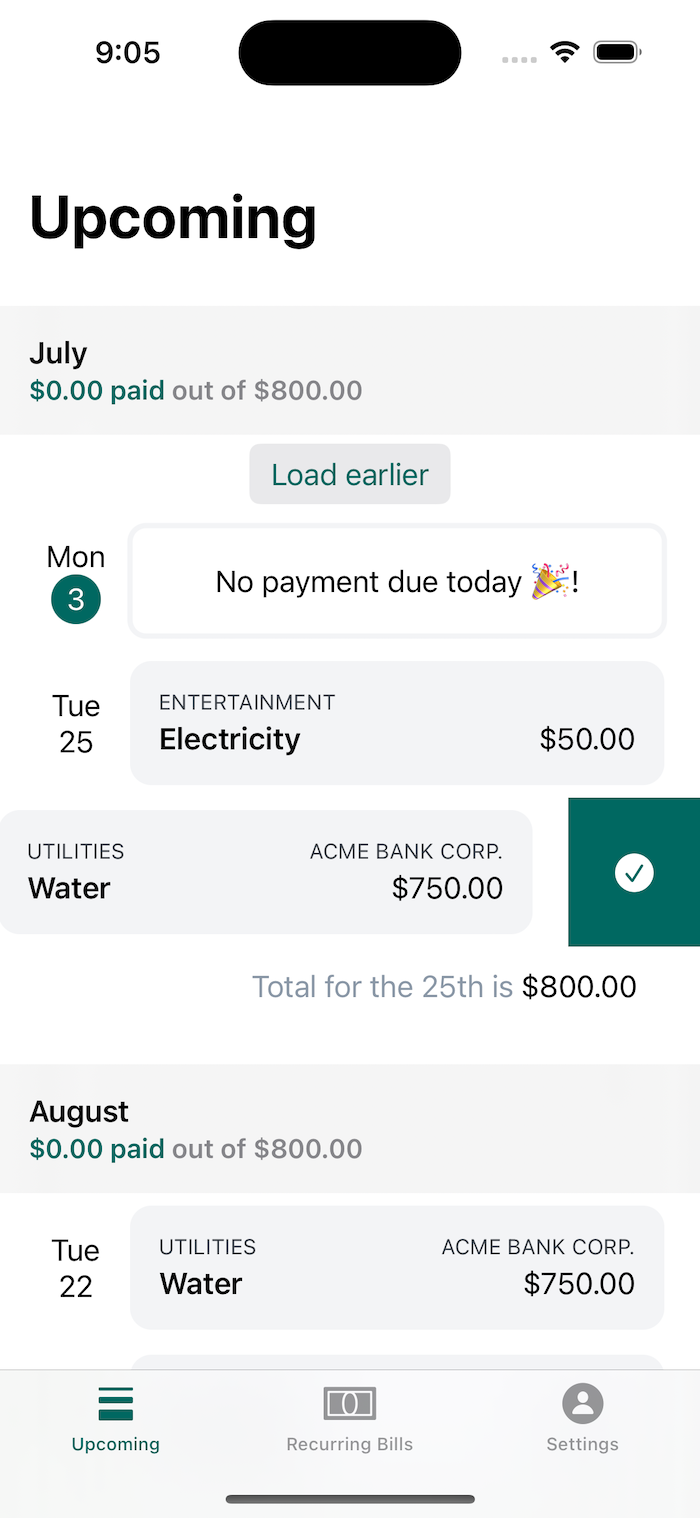 9:05
Upcoming
July
$0.00 paid out of $800.00
Load earlier
Mon
3
No payment due today 🎉!
Tue
25
ENTERTAINMENT
Electricity $50.00
UTILITIES ACME BANK CORP.
Water $750.00
Total for the 25th is $800.00
August
$0.00 paid out of $800.00
Tue
22
UTILITIES ACME BANK CORP.
Water $750.00
Upcoming Recurring Bills Settings